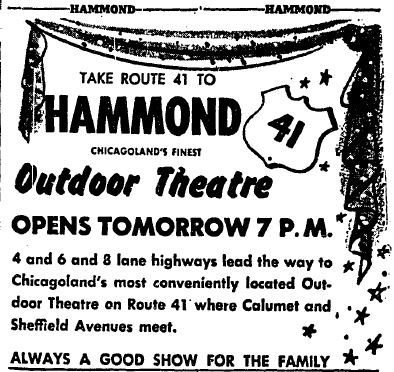 HAMMOND HAMMOND
TAKE ROUTE 41 TO
HAMMOND
41
CHICAGOLAND'S FINEST
Outdoor Theatre
OPENS TOMORROW 7 P.M.
4 and 6 and 8 lane highways lead the way to
Chicagoland's most conveniently located Out-
door Theatre on Route 41 where Calumet and
Sheffield Avenues meet.
ALWAYS A GOOD SHOW FOR THE FAMILY